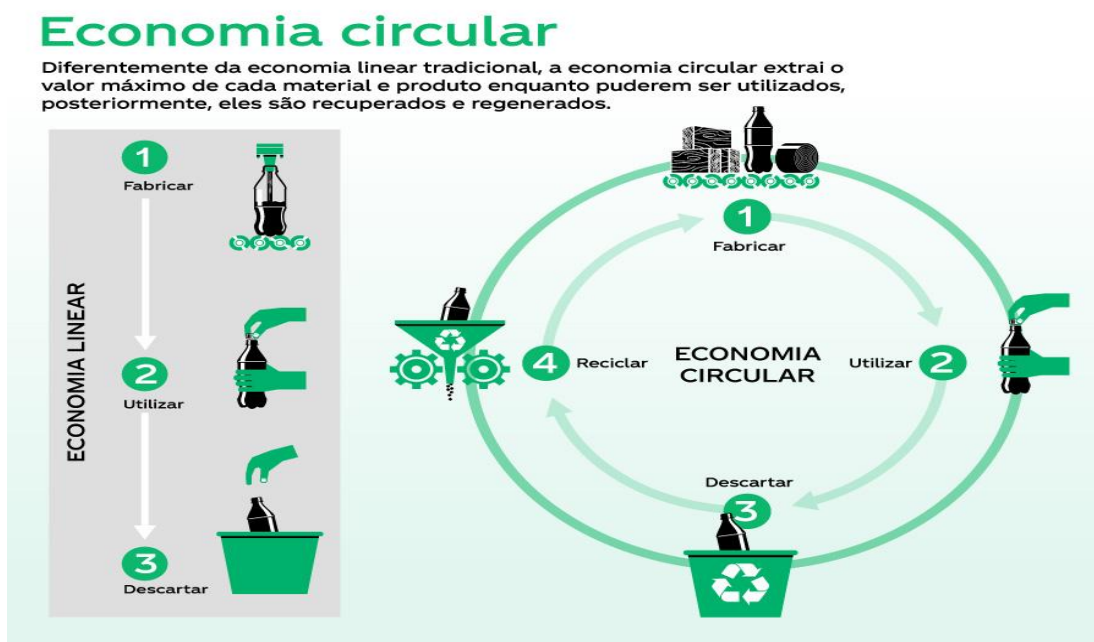 Economia circular
Diferentemente da economia linear tradicional, a economia circular extrai o
valor máximo de cada material e produto enquanto puderem ser utilizados,
posteriormente, eles são recuperados e regenerados.
ECONOMIA LINEAR
1
Fabricar
2
Utilizar
3
Descartar
1
Fabricar
Utilizar 2
Descartar
3
4 Reciclar
ECONOMIA
CIRCULAR